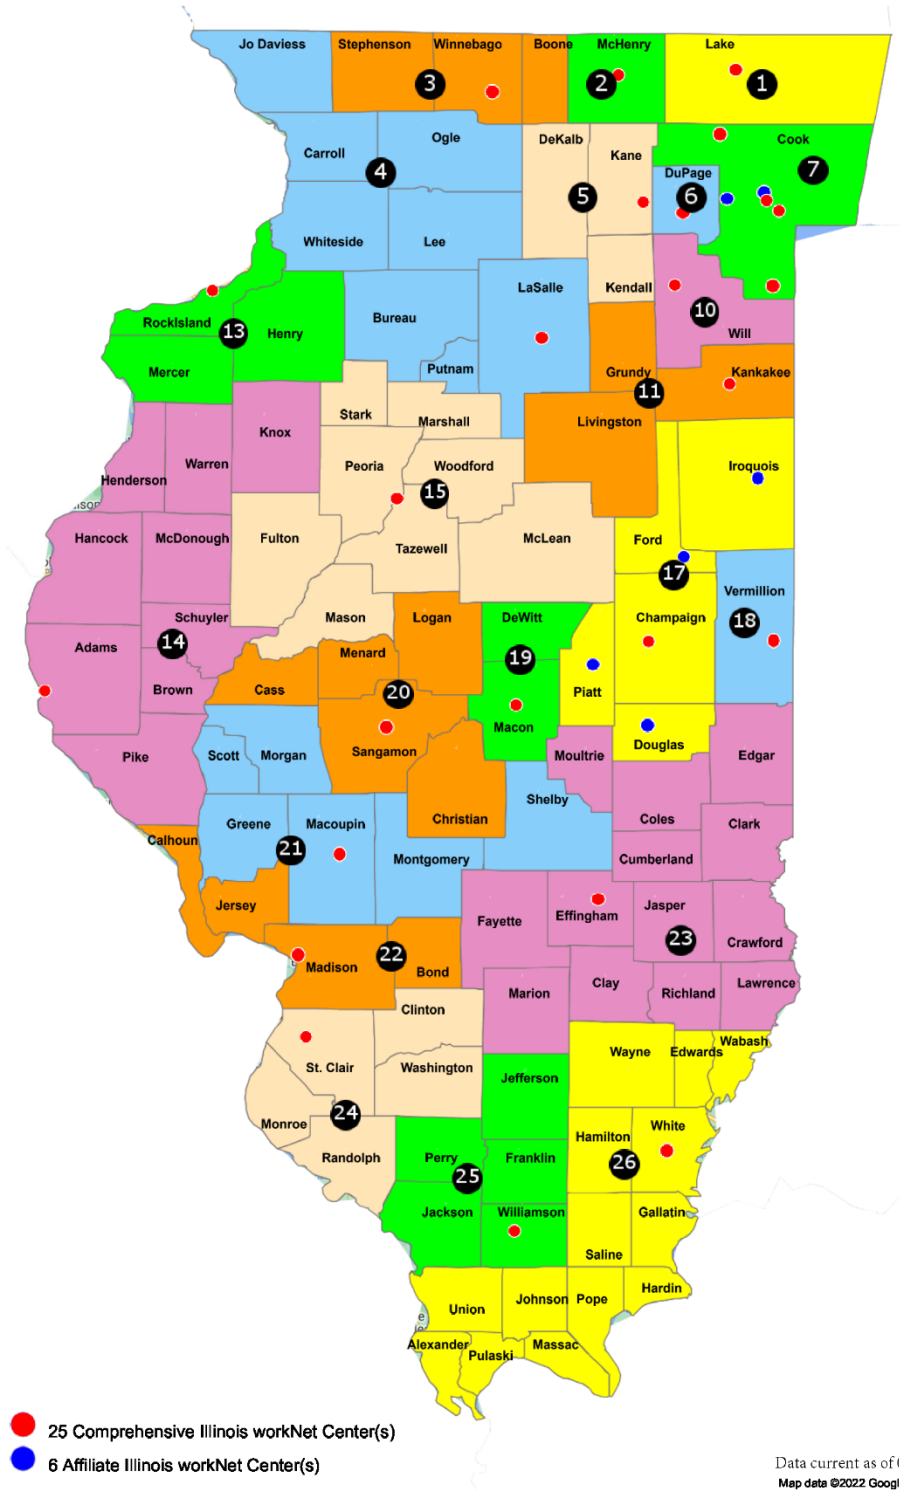 Jo Daviess
Stephenson
Winnebago
Boone
McHenry
Lake
3
2
1
Carroll
Ogle
DeKalb
Kane
Cook
4
5
DuPage
6
7
Whiteside
Lee
Kendall
LaSalle
10
Will
RockIsland
13
Henry
Bureau
Putnam
Grundy
Kankakee
11
Mercer
Stark
Marshall
Livingston
Knox
Henderson
Warren
Peoria
Woodford
15
Iroquois
Hancock
McDonough
Fulton
Tazewell
McLean
Ford
17
Vermillion
18
Schuyler
Mason
Logan
DeWitt
Champaign
Adams
14
Menard
19
Brown
Cass
20
Piatt
Macon
Sangamon
Douglas
Pike
Scott
Morgan
Moultrie
Edgar
Shelby
Greene
Macoupin
Christian
Coles
Clark
Calhoun
21
Montgomery
Cumberland
Jersey
Fayette
Effingham
Jasper
23
Crawford
Madison
22
Bond
Marion
Clay
Richland
Lawrence
Clinton
St. Clair
Washington
Jefferson
Wayne
Edwards
Wabash
Monroe
24
Randolph
Perry
25
Franklin
Hamilton
26
White
Jackson
Williamson
Gallatin
Saline
Union
Johnson
Pope
Hardin
Alexander
Pulaski
Massac
25 Comprehensive Illinois workNet Center(s)
6 Affiliate Illinois workNet Center(s)
Data current as of
Map data ©2022 Googl